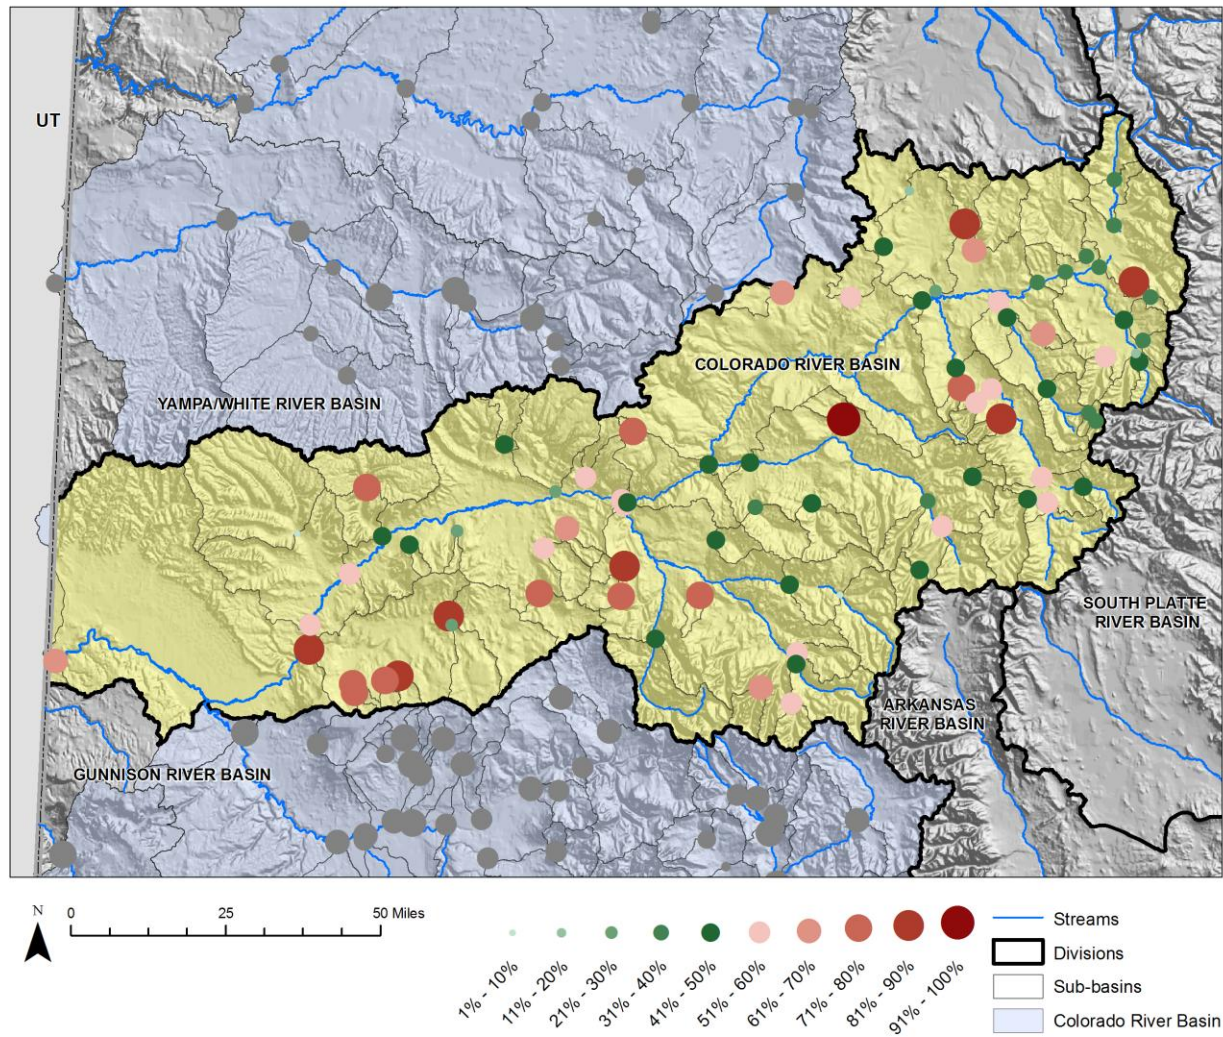 UT
COLORADO RIVER BASIN
YAMPA/WHITE RIVER BASIN
SOUTH PLATTE
RIVER BASIN
ARKANSAS
RIVER BASIN
GUNNISON RIVER BASIN
N
0 25 50 Miles
1% - 10%
11% - 20%
21% - 30%
31% - 40%
41% - 50%
51% - 60%
61% - 70%
71% - 80%
81% - 90%
91% - 100%
Streams
Divisions
Sub-basins
Colorado River Basin